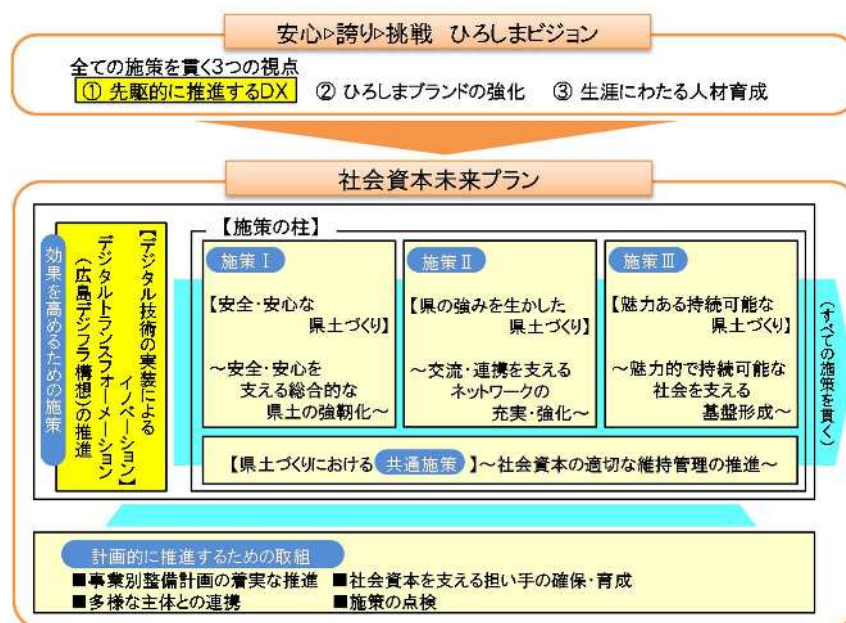 安心▷誇り▷挑戦 ひろしまビジョン
全ての施策を貫く3つの視点
① 先駆的に推進するDX ② ひろしまブランドの強化 ③ 生涯にわたる人材育成
社会資本未来プラン
効果を高めるための施策
【デジタル技術の実装による
イノベーション】
デジタルトランスフォーメーション
(広島デジフラ構想)の推進
【施策の柱】
施策Ⅰ
【安全・安心な
県土づくり】
～安全・安心を
支える総合的な
県土の強靭化～
施策Ⅱ
【県の強みを生かした
県土づくり】
～交流・連携を支える
ネットワークの
充実・強化～
施策Ⅲ
【魅力ある持続可能な
県土づくり】
～魅力的で持続可能な
社会を支える
基盤形成～
(すべての施策を貫く)
【県土づくりにおける 共通施策 】～社会資本の適切な維持管理の推進～
計画的に推進するための取組
■事業別整備計画の着実な推進 ■社会資本を支える担い手の確保・育成
■多様な主体との連携 ■施策の点検